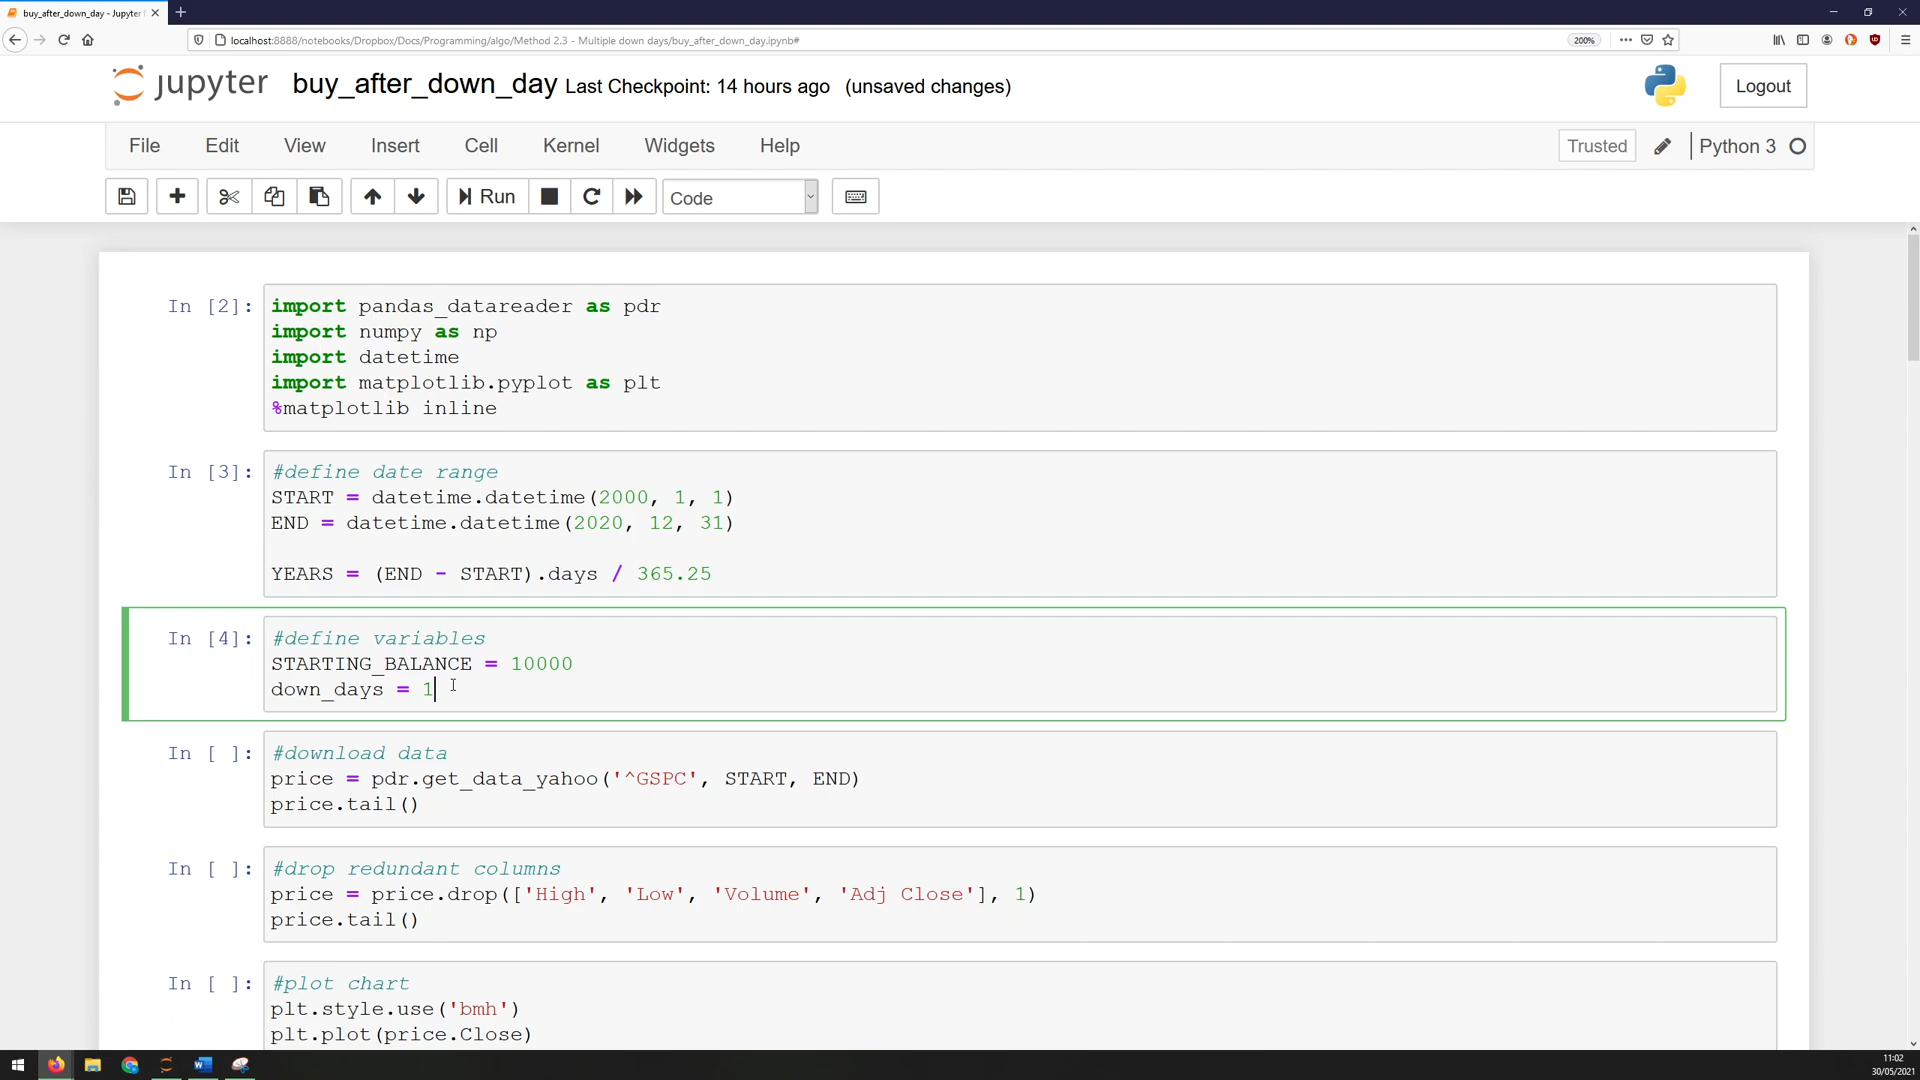 buy_after_down_day - Jupyter
localhost:8888/notebooks/Dropbox/Docs/Programming/algo/Method 2.3 - Multiple down days/buy_after_down_day.ipynb#
200%
jupyter buy_after_down_day Last Checkpoint: 14 hours ago (unsaved changes)
Logout
File Edit View Insert Cell Kernel Widgets Help
Trusted
Python 3
Run
Code
In [2]:
import pandas_datareader as pdr
import numpy as np
import datetime
import matplotlib.pyplot as plt
%matplotlib inline
In [3]:
#define date range
START = datetime.datetime(2000, 1, 1)
END = datetime.datetime(2020, 12, 31)
YEARS = (END - START).days / 365.25
In [4]:
#define variables
STARTING_BALANCE = 10000
down_days = 1
In [ ]:
#download data
price = pdr.get_data_yahoo('^GSPC', START, END)
price.tail()
In [ ]:
#drop redundant columns
price = price.drop(['High', 'Low', 'Volume', 'Adj Close'], 1)
price.tail()
In [ ]:
#plot chart
plt.style.use('bmh')
plt.plot(price.Close)
11:02
30/05/2021